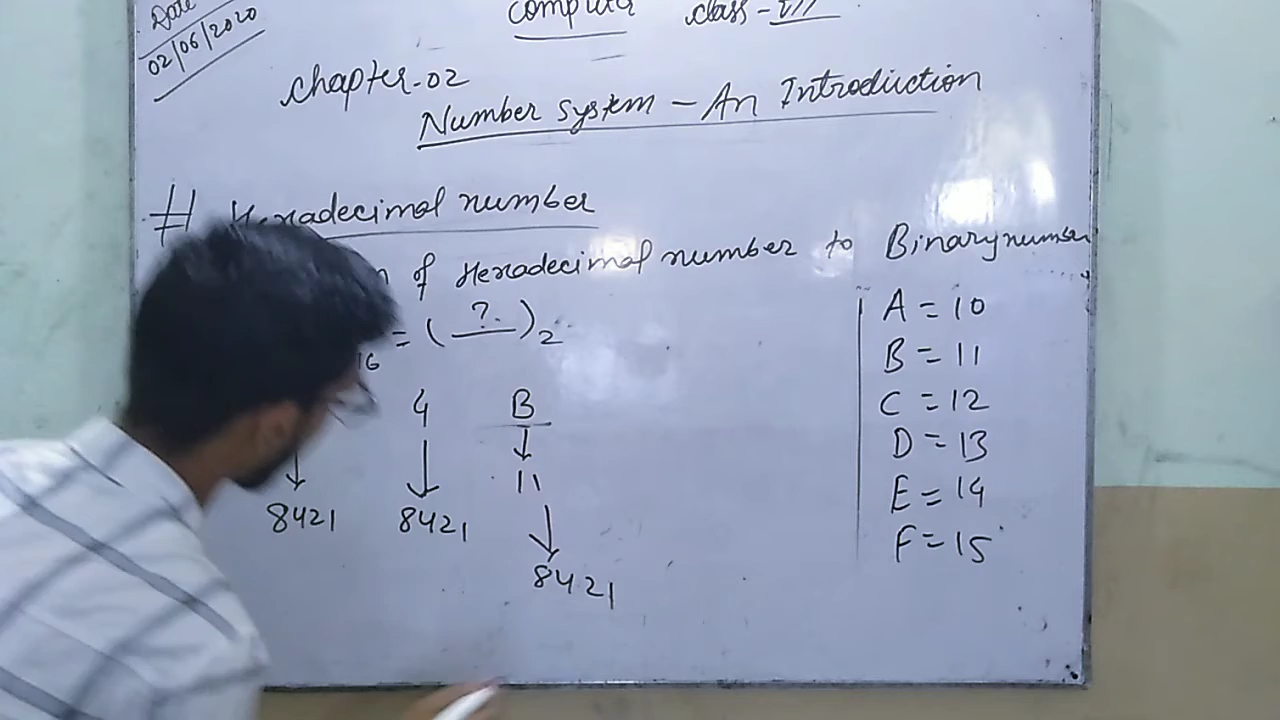 Date
02/06/2020
Computer Class - VII
Chapter-02
Number System - An Introduction
# Hexadecimal number
of Hexadecimal number to Binary number
16 = ( ? )2
4 B
11
8421 8421
8421
A = 10
B = 11
C = 12
D = 13
E = 14
F = 15